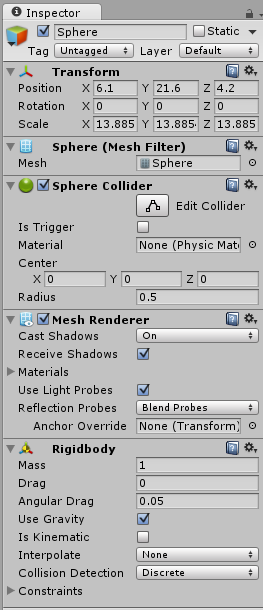 Inspector
Sphere Static
Tag Untagged Layer Default
Transform
Position X 6.1 Y 21.6 Z 4.2
Rotation X 0 Y 0 Z 0
Scale X 13.885 Y 13.885 Z 13.885
Sphere (Mesh Filter)
Mesh Sphere
Sphere Collider
Edit Collider
Is Trigger
Material None (Physic Mat
Center
X 0 Y 0 Z 0
Radius 0.5
Mesh Renderer
Cast Shadows On
Receive Shadows
Materials
Use Light Probes
Reflection Probes Blend Probes
Anchor Override None (Transform)
Rigidbody
Mass 1
Drag 0
Angular Drag 0.05
Use Gravity
Is Kinematic
Interpolate None
Collision Detection Discrete
Constraints